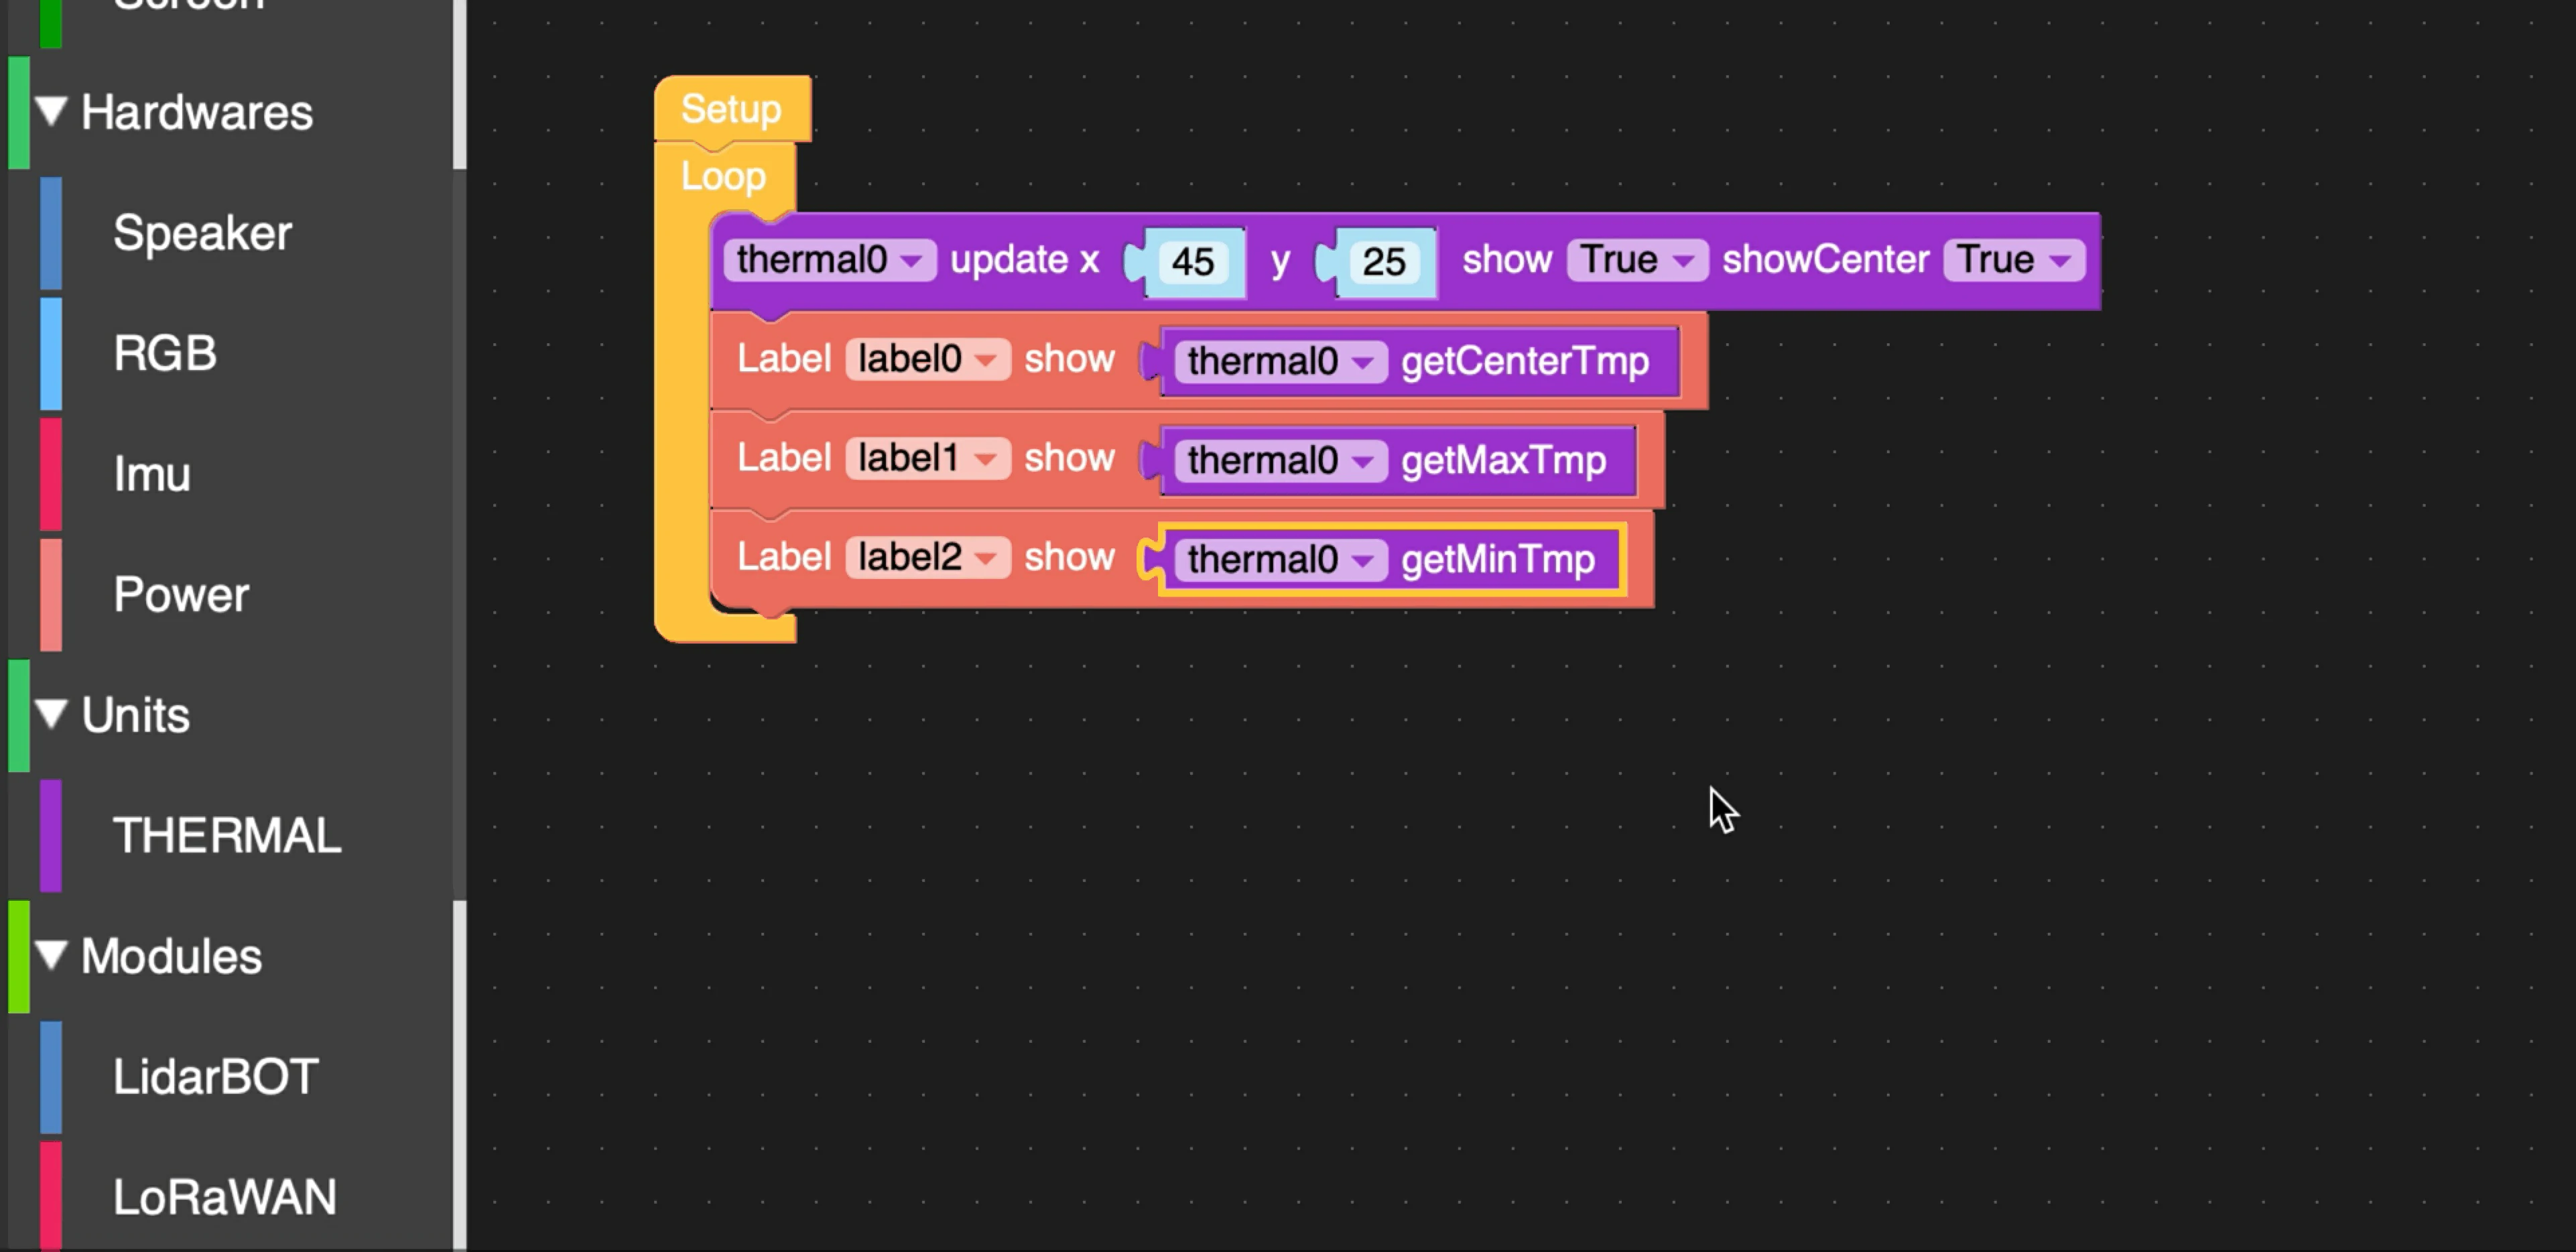 Screen
Hardwares
Speaker
RGB
Imu
Power
Units
THERMAL
Modules
LidarBOT
LoRaWAN
Setup
Loop
thermal0 update x 45 y 25 show True showCenter True
Label label0 show thermal0 getCenterTmp
Label label1 show thermal0 getMaxTmp
Label label2 show thermal0 getMinTmp